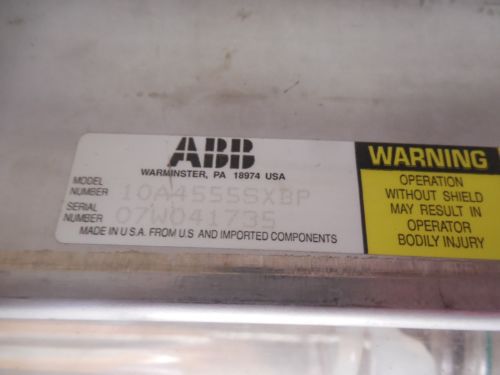 ABB
WARMINSTER, PA 18974 USA
MODEL
NUMBER 10A4555SXBP
SERIAL
NUMBER 07W041735
MADE IN U.S.A. FROM U.S AND IMPORTED COMPONENTS
WARNING
OPERATION
WITHOUT SHIELD
MAY RESULT IN
OPERATOR
BODILY INJURY